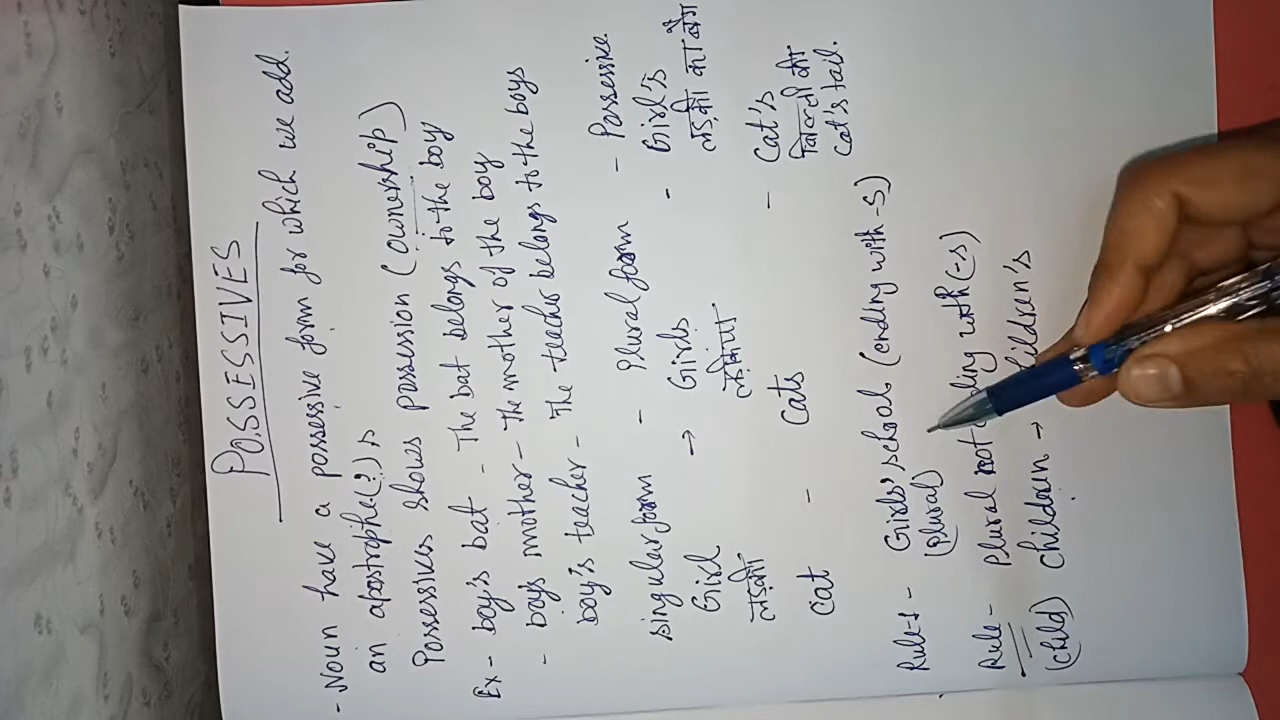 POSSESSIVES
- Noun have a possessive form for which we add.
an apostrophe(') s
Possessives shows possession (ownership)
Ex - boy's bat - The bat belongs to the boy
- boys mother - The mother of the boy
boy's teacher - The teacher belongs to the boys
singular form - plural form - Possessive
Girl → Girls - Girl's
लड़की लड़कियां लड़की का बैग
cat - cats - cat's
बिल्ली की
cat's tail.
Rule-1 - Girls' school (ending with -s)
(plural)
Rule - Plural not ding with (-s)
(child) children → ildren's